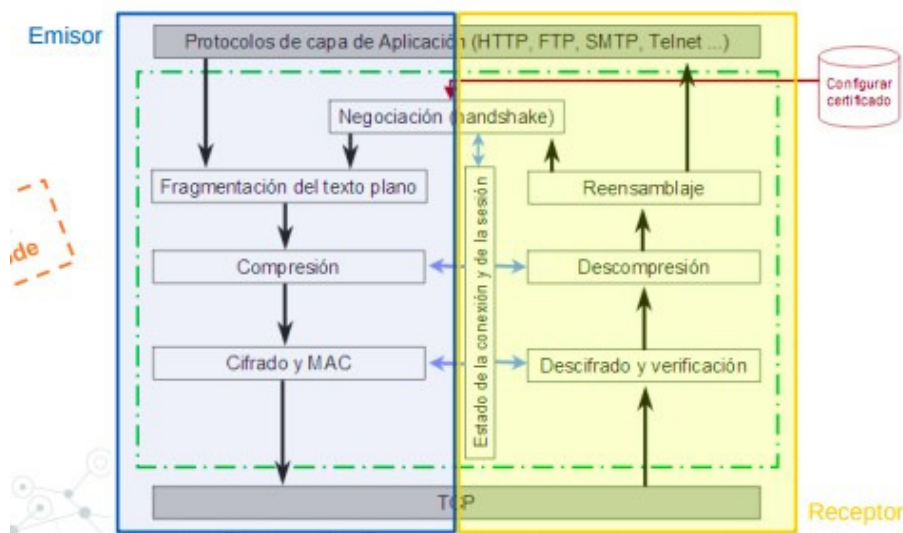 Emisor
Protocolos de capa de Aplicación (HTTP, FTP, SMTP, Telnet ...)
Configurar
certificado
Negociación (handshake)
Fragmentación del texto plano
Reensamblaje
de
Compresión
Estado de la conexión y de la sesión
Descompresión
Cifrado y MAC
Descifrado y verificación
TCP
Receptor